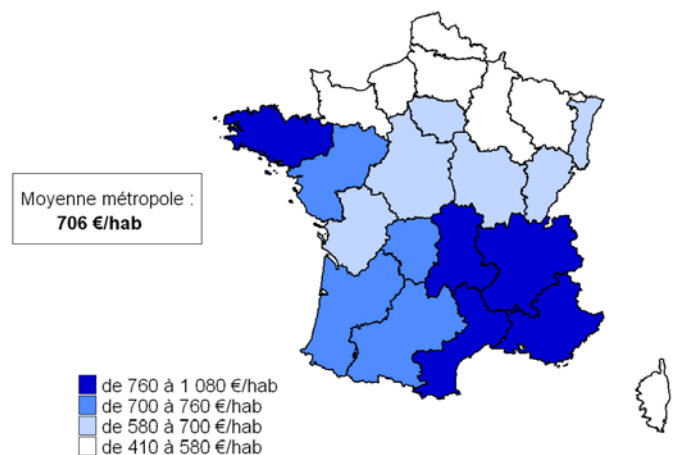 Moyenne métropole :
706 €/hab
de 760 à 1 080 €/hab
de 700 à 760 €/hab
de 580 à 700 €/hab
de 410 à 580 €/hab